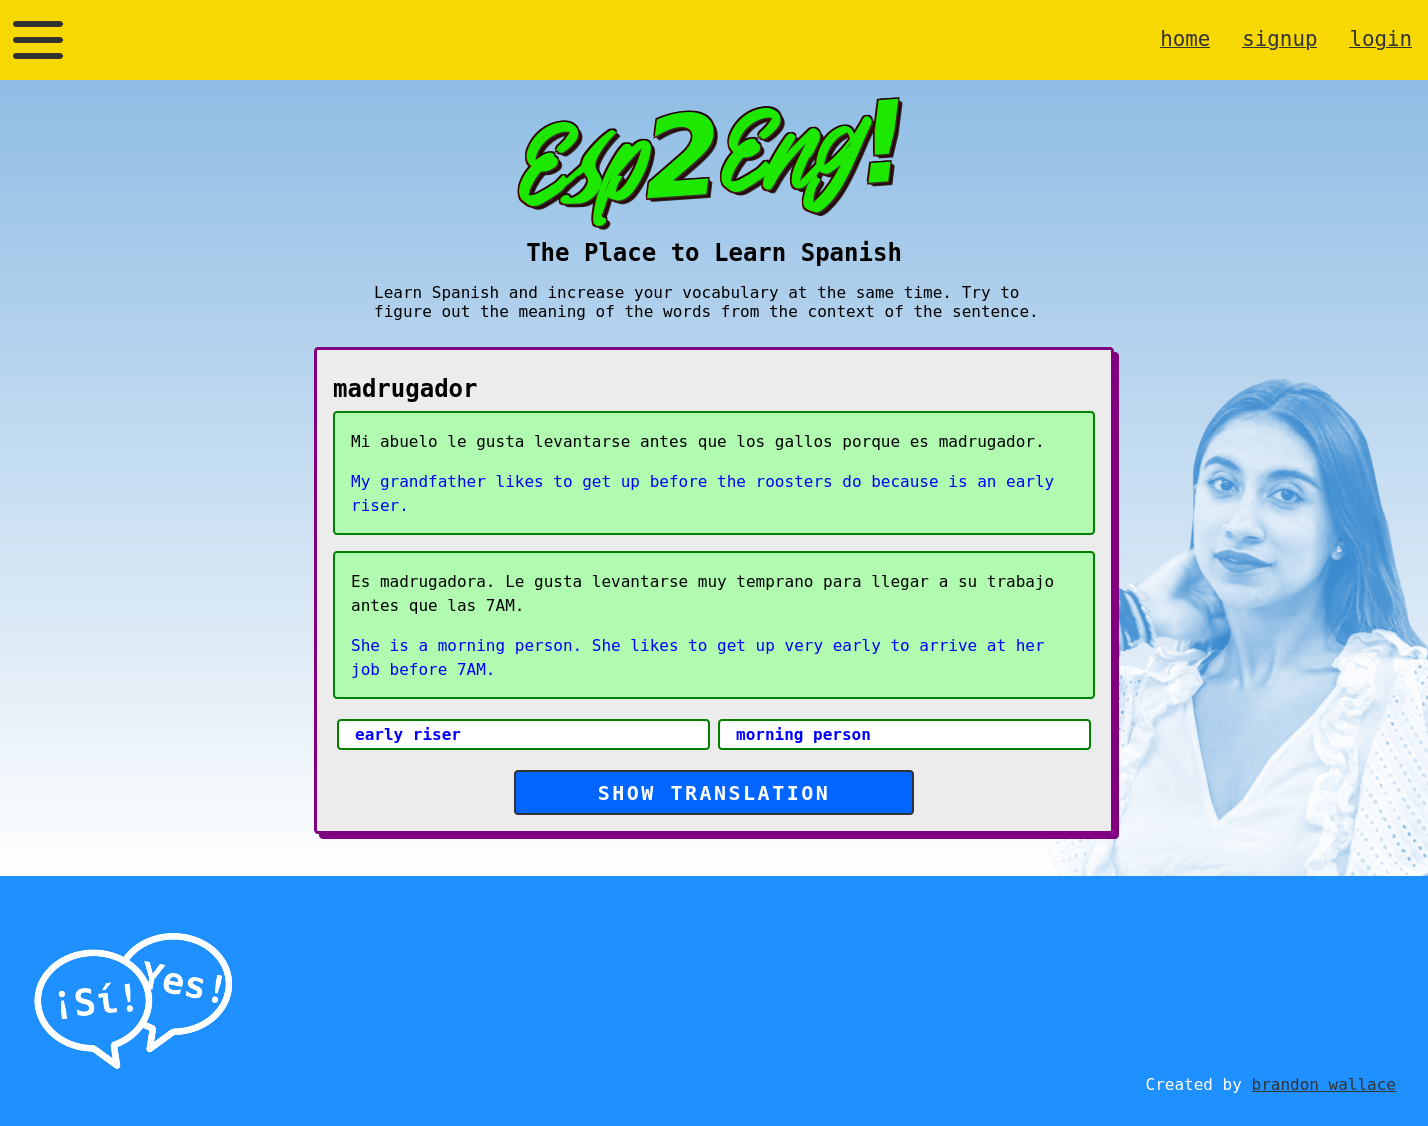 home signup login
Esp2Eng!
The Place to Learn Spanish
Learn Spanish and increase your vocabulary at the same time. Try to
figure out the meaning of the words from the context of the sentence.
madrugador
Mi abuelo le gusta levantarse antes que los gallos porque es madrugador.
My grandfather likes to get up before the roosters do because is an early
riser.
Es madrugadora. Le gusta levantarse muy temprano para llegar a su trabajo
antes que las 7AM.
She is a morning person. She likes to get up very early to arrive at her
job before 7AM.
early riser morning person
SHOW TRANSLATION
¡Sí! Yes!
Created by brandon wallace